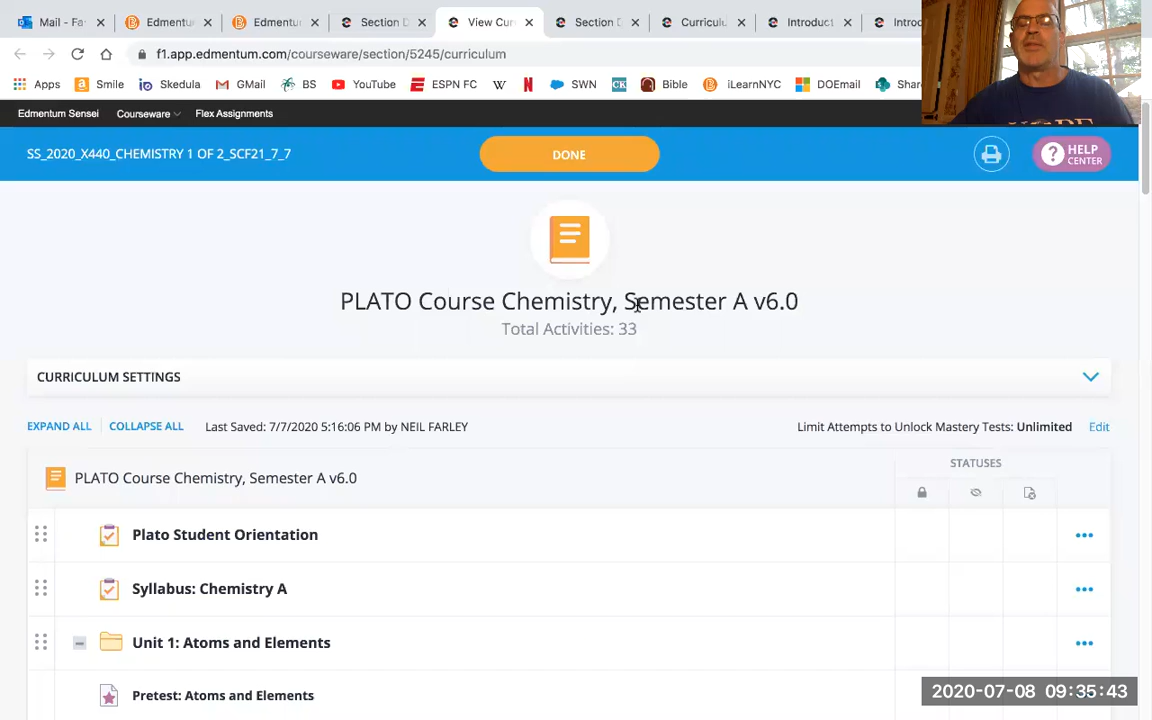 Mail - Fa
Edmentum
Edmentu
Section D
View Cur
Section D
Curriculu
Introduct
Introd
f1.app.edmentum.com/courseware/section/5245/curriculum
Apps
Smile
Skedula
GMail
BS
YouTube
ESPN FC
SWN
Bible
iLearnNYC
DOEmail
Shar
Edmentum Sensei
Courseware
Flex Assignments
SS_2020_X440_CHEMISTRY 1 OF 2_SCF21_7_7
DONE
HELP CENTER
PLATO Course Chemistry, Semester A v6.0
Total Activities: 33
CURRICULUM SETTINGS
EXPAND ALL
COLLAPSE ALL
Last Saved: 7/7/2020 5:16:06 PM by NEIL FARLEY
Limit Attempts to Unlock Mastery Tests: Unlimited
Edit
PLATO Course Chemistry, Semester A v6.0
STATUSES
Plato Student Orientation
Syllabus: Chemistry A
Unit 1: Atoms and Elements
Pretest: Atoms and Elements
2020-07-08 09:35:43